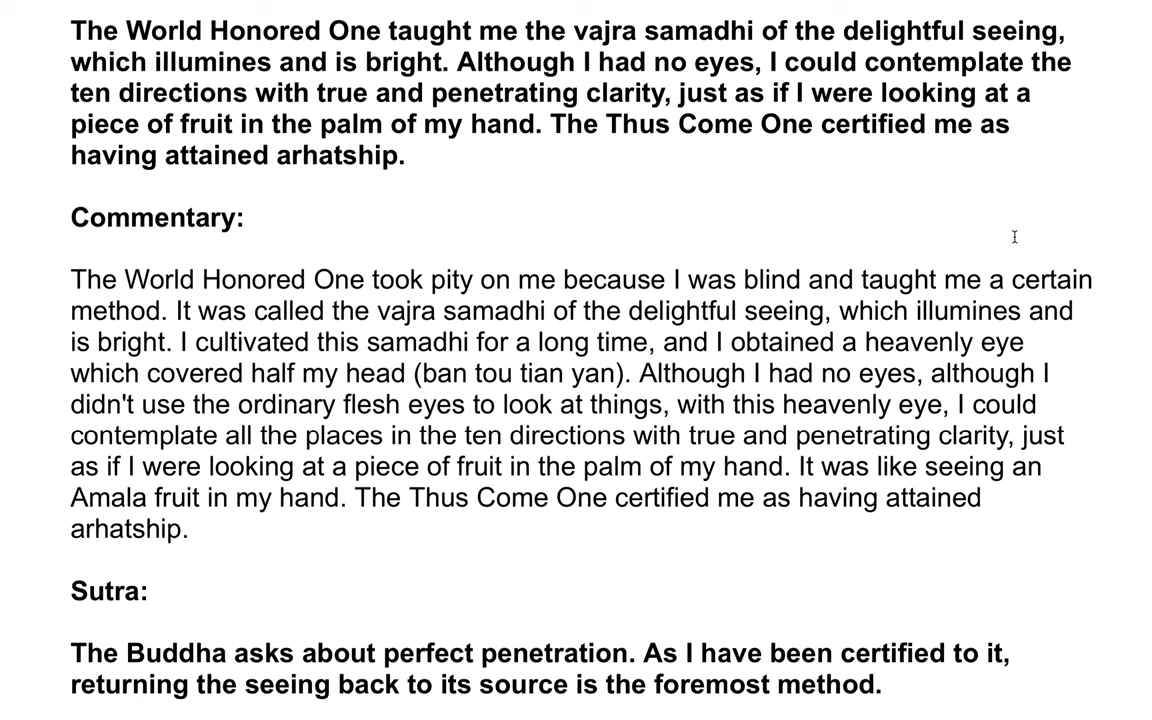 The World Honored One taught me the vajra samadhi of the delightful seeing,
which illumines and is bright. Although I had no eyes, I could contemplate the
ten directions with true and penetrating clarity, just as if I were looking at a
piece of fruit in the palm of my hand. The Thus Come One certified me as
having attained arhatship.
Commentary:
The World Honored One took pity on me because I was blind and taught me a certain
method. It was called the vajra samadhi of the delightful seeing, which illumines and
is bright. I cultivated this samadhi for a long time, and I obtained a heavenly eye
which covered half my head (ban tou tian yan). Although I had no eyes, although I
didn't use the ordinary flesh eyes to look at things, with this heavenly eye, I could
contemplate all the places in the ten directions with true and penetrating clarity, just
as if I were looking at a piece of fruit in the palm of my hand. It was like seeing an
Amala fruit in my hand. The Thus Come One certified me as having attained
arhatship.
Sutra:
The Buddha asks about perfect penetration. As I have been certified to it,
returning the seeing back to its source is the foremost method.